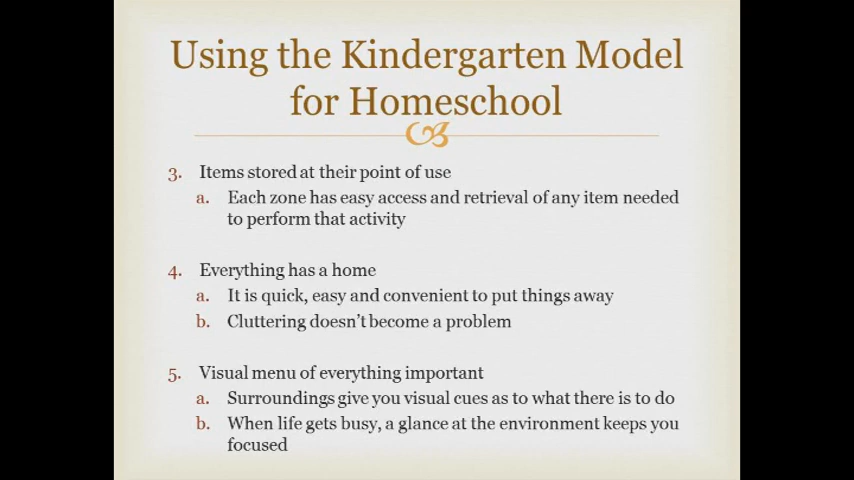 Using the Kindergarten Model
for Homeschool
3. Items stored at their point of use
a. Each zone has easy access and retrieval of any item needed
to perform that activity
4. Everything has a home
a. It is quick, easy and convenient to put things away
b. Cluttering doesn't become a problem
5. Visual menu of everything important
a. Surroundings give you visual cues as to what there is to do
b. When life gets busy, a glance at the environment keeps you
focused